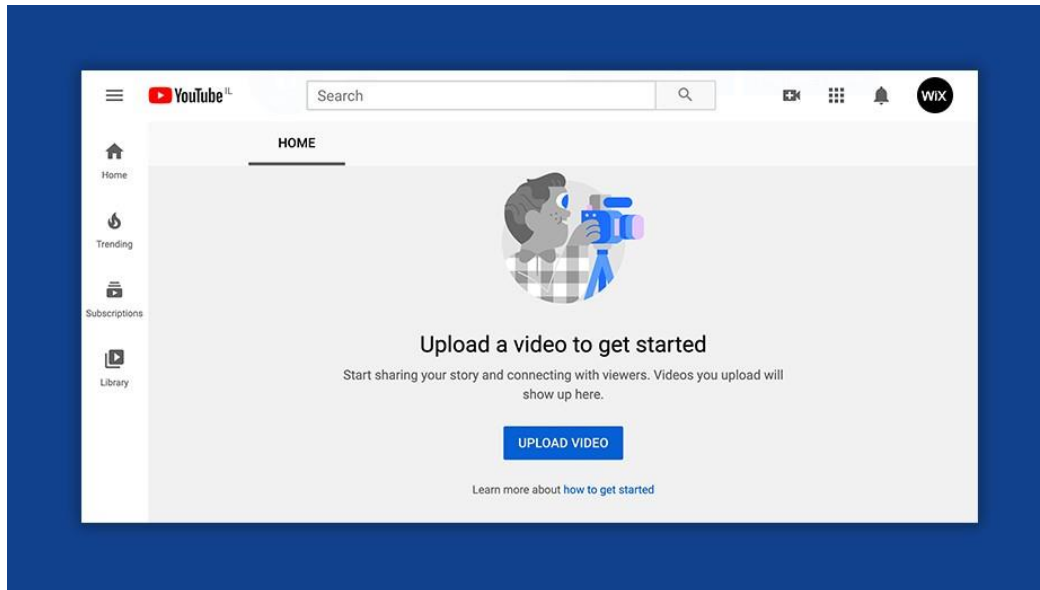 YouTube IL
Search
WiX
HOME
Home
Trending
Subscriptions
Library
Upload a video to get started
Start sharing your story and connecting with viewers. Videos you upload will
show up here.
UPLOAD VIDEO
Learn more about how to get started